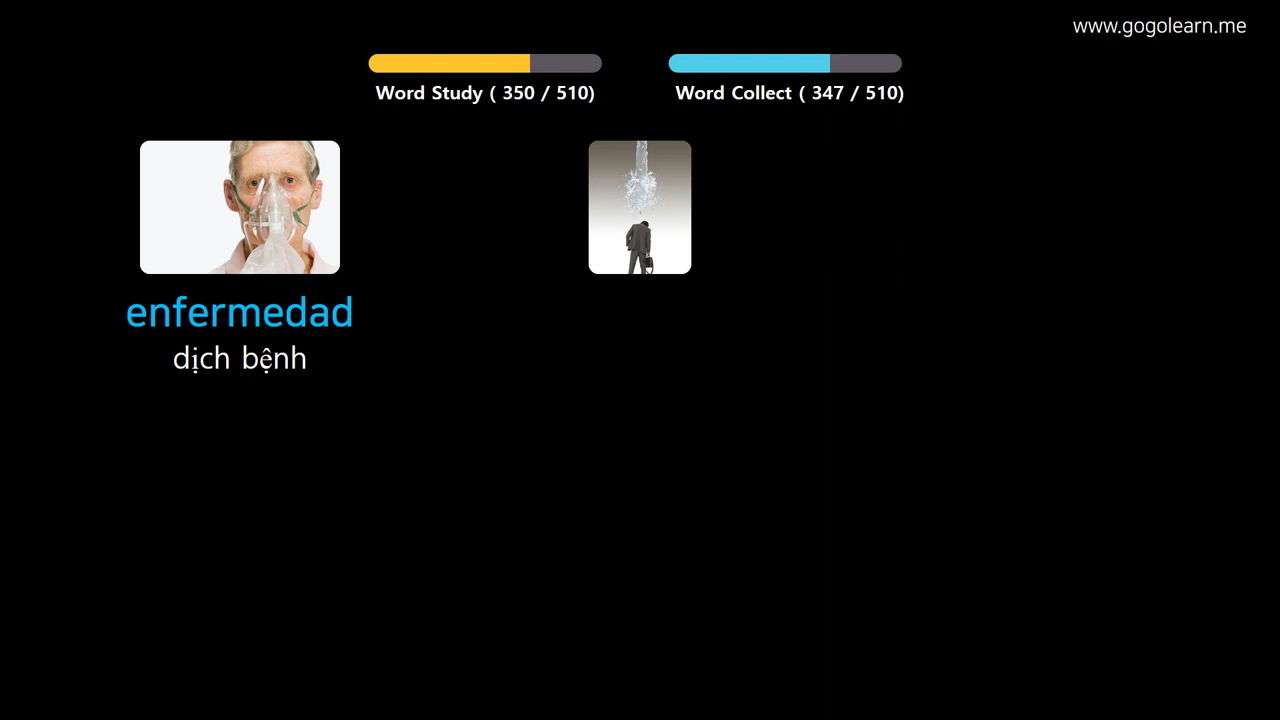 www.gogolearn.me
Word Study ( 350 / 510)
Word Collect ( 347 / 510)
enfermedad
dịch bệnh